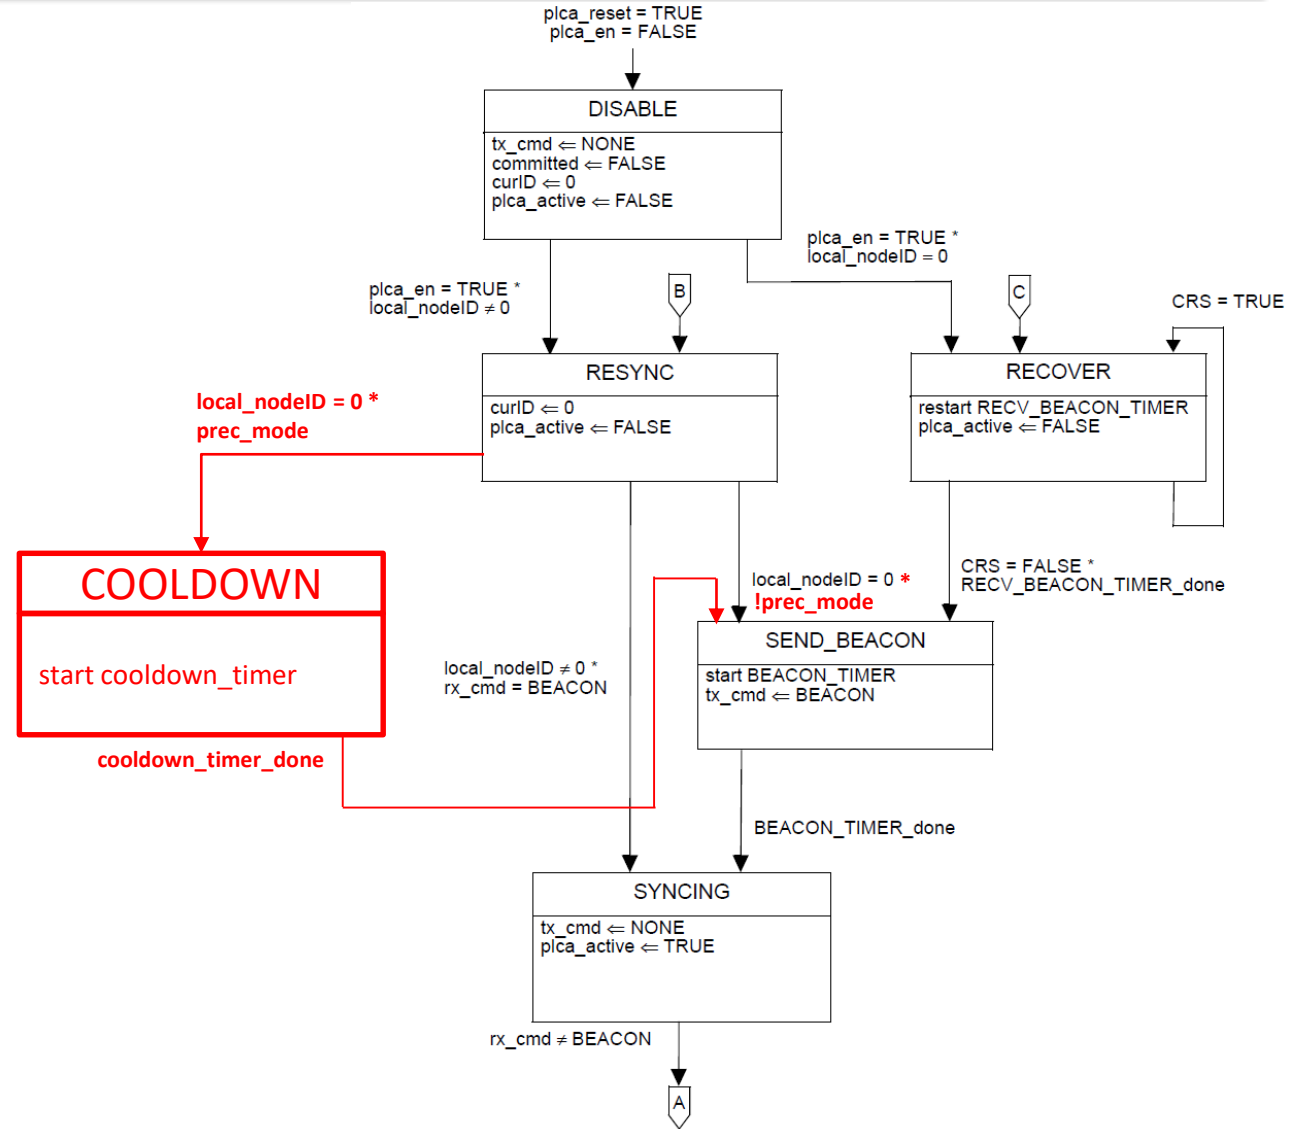 plca_reset = TRUE
plca_en = FALSE
DISABLE
tx_cmd ⇐ NONE
committed ⇐ FALSE
curID ⇐ 0
plca_active ⇐ FALSE
plca_en = TRUE *
local_nodeID = 0
plca_en = TRUE *
local_nodeID ≠ 0
B
C
CRS = TRUE
RESYNC
curID ⇐ 0
plca_active ⇐ FALSE
RECOVER
restart RECV_BEACON_TIMER
plca_active ⇐ FALSE
local_nodeID = 0 *
prec_mode
COOLDOWN
start cooldown_timer
cooldown_timer_done
local_nodeID = 0 *
!prec_mode
CRS = FALSE *
RECV_BEACON_TIMER_done
SEND_BEACON
start BEACON_TIMER
tx_cmd ⇐ BEACON
local_nodeID ≠ 0 *
rx_cmd = BEACON
BEACON_TIMER_done
SYNCING
tx_cmd ⇐ NONE
plca_active ⇐ TRUE
rx_cmd ≠ BEACON
A